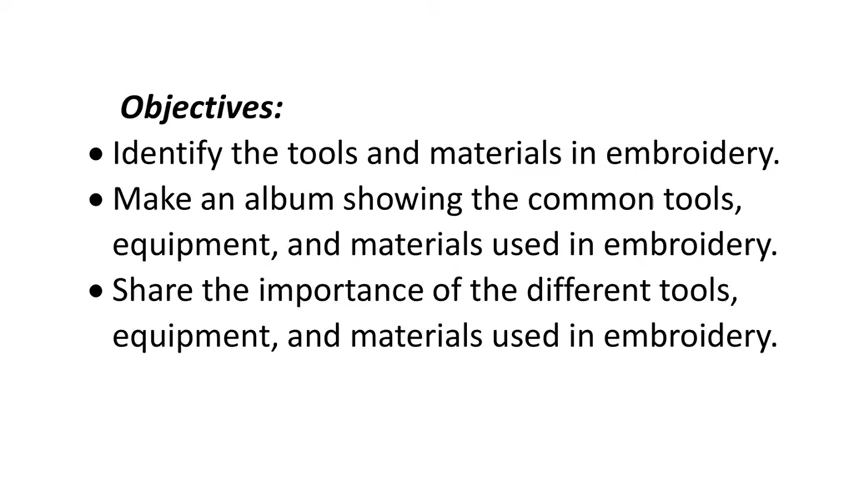 Objectives:
• Identify the tools and materials in embroidery.
• Make an album showing the common tools,
equipment, and materials used in embroidery.
• Share the importance of the different tools,
equipment, and materials used in embroidery.